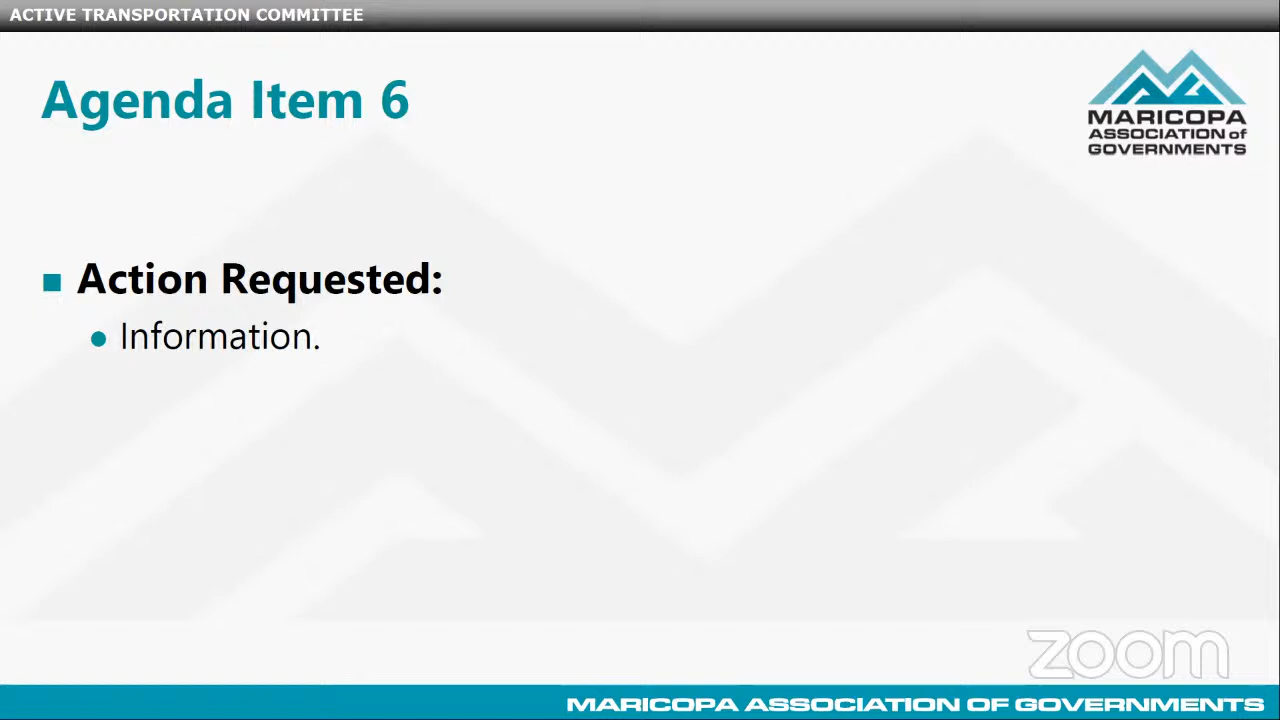 ACTIVE TRANSPORTATION COMMITTEE
Agenda Item 6
MARICOPA
ASSOCIATION of
GOVERNMENTS
Action Requested:
Information.
zoom
MARICOPA ASSOCIATION OF GOVERNMENTS